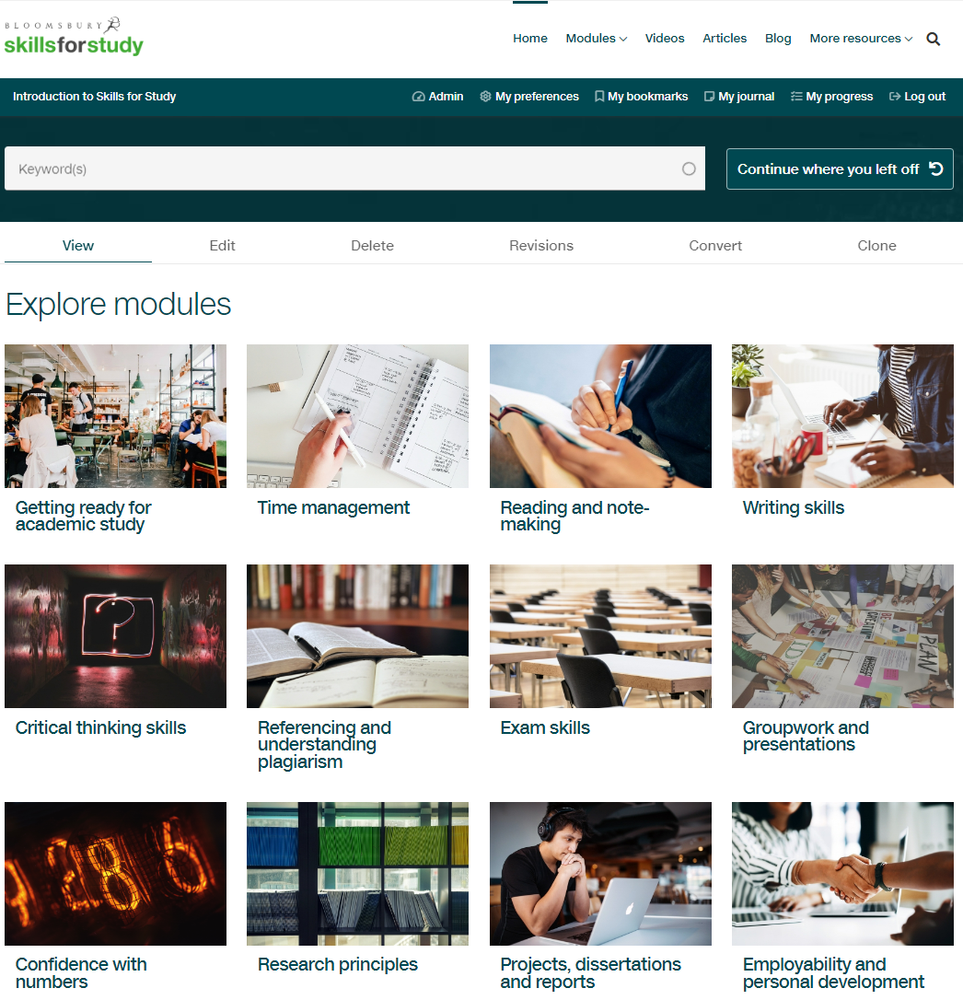 BLOOMSBURY
skillsforstudy
Home Modules Videos Articles Blog More resources
Introduction to Skills for Study Admin My preferences My bookmarks My journal My progress Log out
Keyword(s) Continue where you left off
View Edit Delete Revisions Convert Clone
Explore modules
Getting ready for
academic study
Time management
Reading and note-
making
Writing skills
?
PLAN
Critical thinking skills
Referencing and
understanding
plagiarism
Exam skills
Groupwork and
presentations
1286
Confidence with
numbers
Research principles
Projects, dissertations
and reports
Employability and
personal development